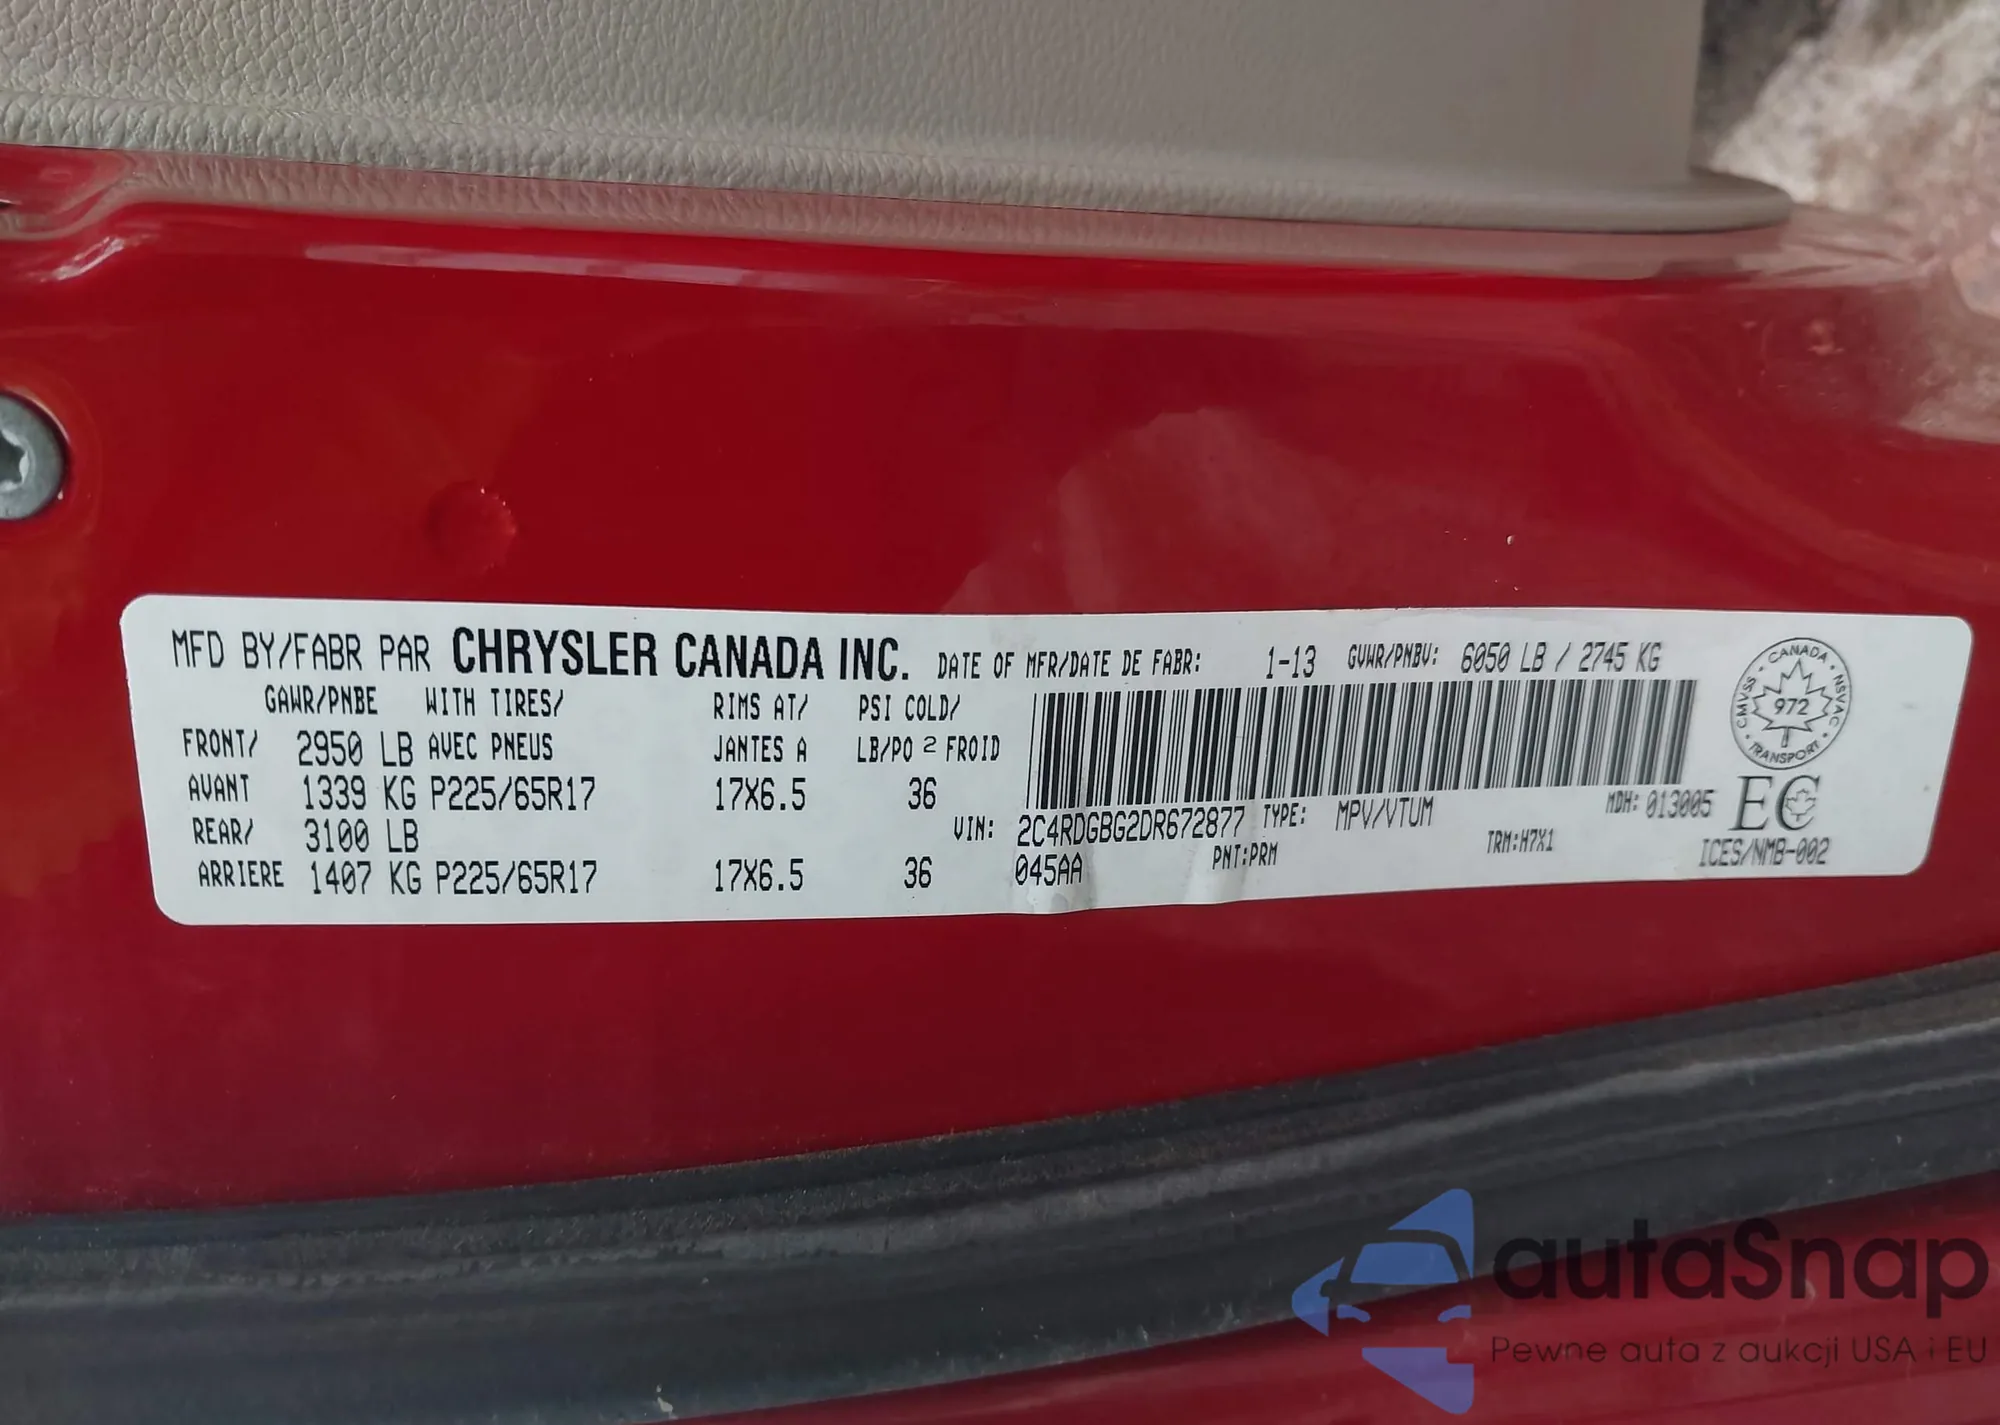 MFD BY/FABR PAR CHRYSLER CANADA INC. DATE OF MFR/DATE DE FABR: 1-13 GVWR/PNBV: 6050 LB / 2745 KG
GAWR/PNBE WITH TIRES/ RIMS AT/ PSI COLD/
FRONT/ 2950 LB AVEC PNEUS JANTES A LB/PO 2 FROID
AVANT 1339 KG P225/65R17 17X6.5 36
REAR/ 3100 LB VIN: 2C4RDGBG2DR672877 TYPE: MPV/VTUM MDH: 013005
ARRIERE 1407 KG P225/65R17 17X6.5 36 045AA PNT:PRM TRM:H7X1
CANADA
CMVSS 972 NSVAC
TRANSPORT
EC
ICES/NMB-002
autaSnap
Pewne auta z aukcji USA i EU